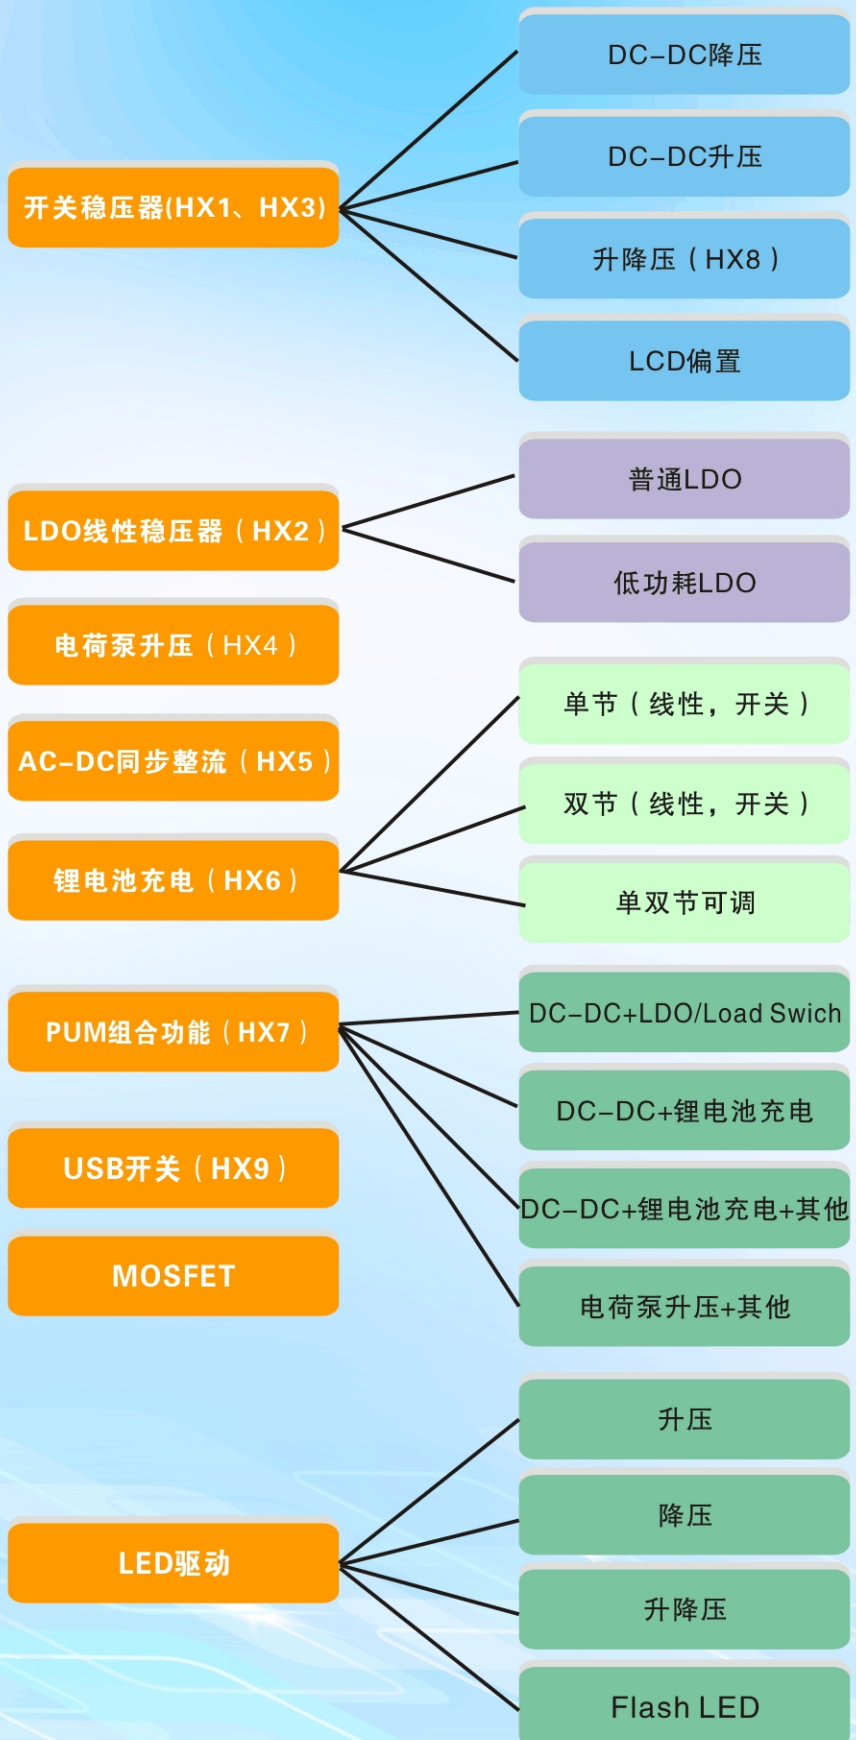 开关稳压器(HX1、HX3)
DC-DC降压
DC-DC升压
升降压（HX8）
LCD偏置
LDO线性稳压器（HX2）
普通LDO
低功耗LDO
电荷泵升压（HX4）
AC-DC同步整流（HX5）
锂电池充电（HX6）
单节（线性，开关）
双节（线性，开关）
单双节可调
PUM组合功能（HX7）
DC-DC+LDO/Load Swich
DC-DC+锂电池充电
DC-DC+锂电池充电+其他
电荷泵升压+其他
USB开关（HX9）
MOSFET
LED驱动
升压
降压
升降压
Flash LED